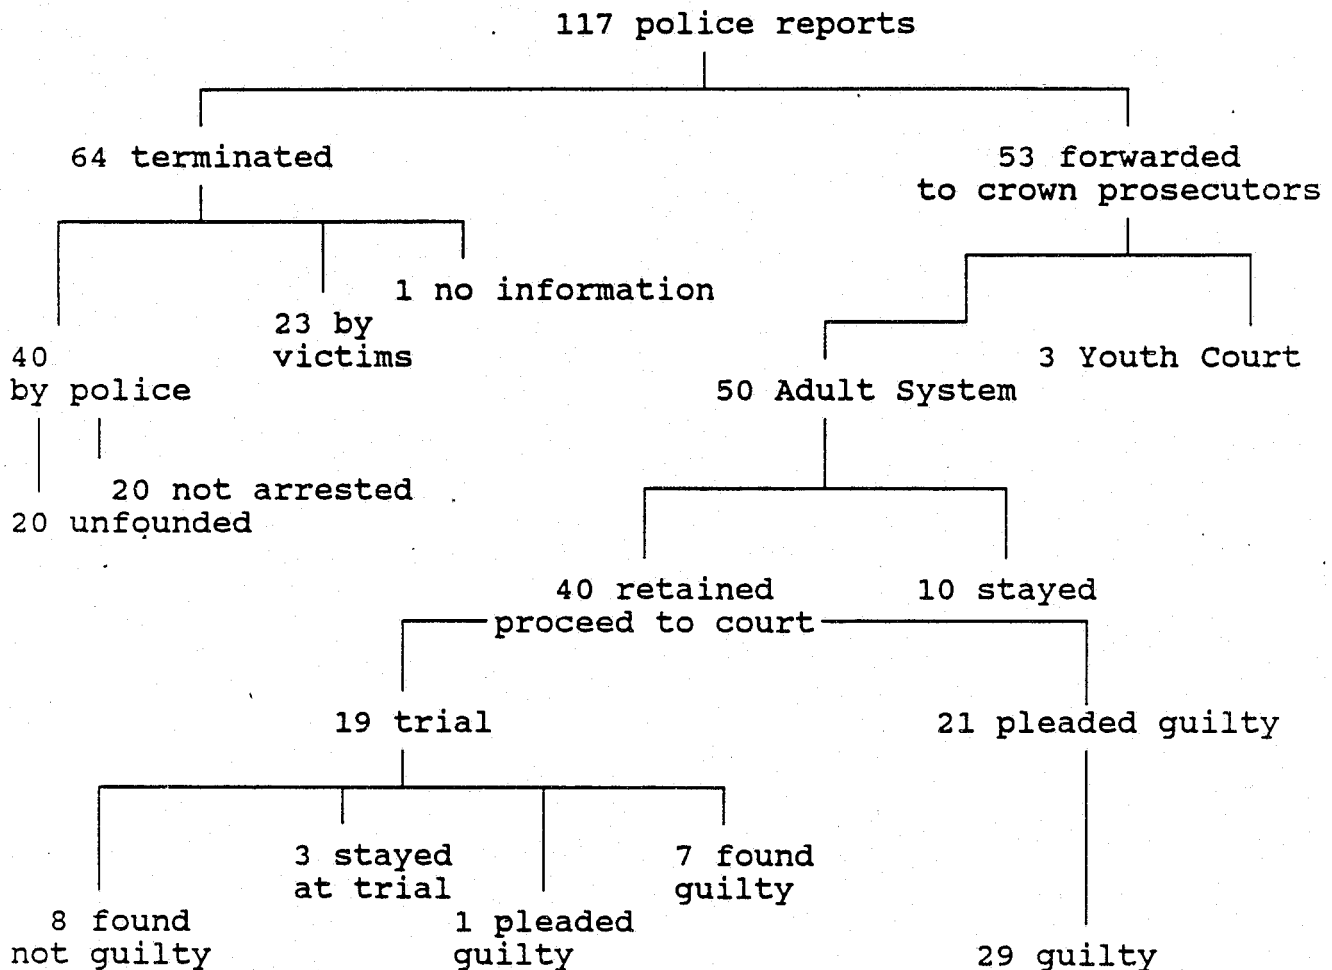 117 police reports
64 terminated
53 forwarded
to crown prosecutors
1 no information
23 by
victims
40
by police
3 Youth Court
50 Adult System
20 not arrested
20 unfounded
40 retained
proceed to court
10 stayed
19 trial
21 pleaded guilty
3 stayed
at trial
7 found
guilty
8 found
not guilty
1 pleaded
guilty
29 guilty